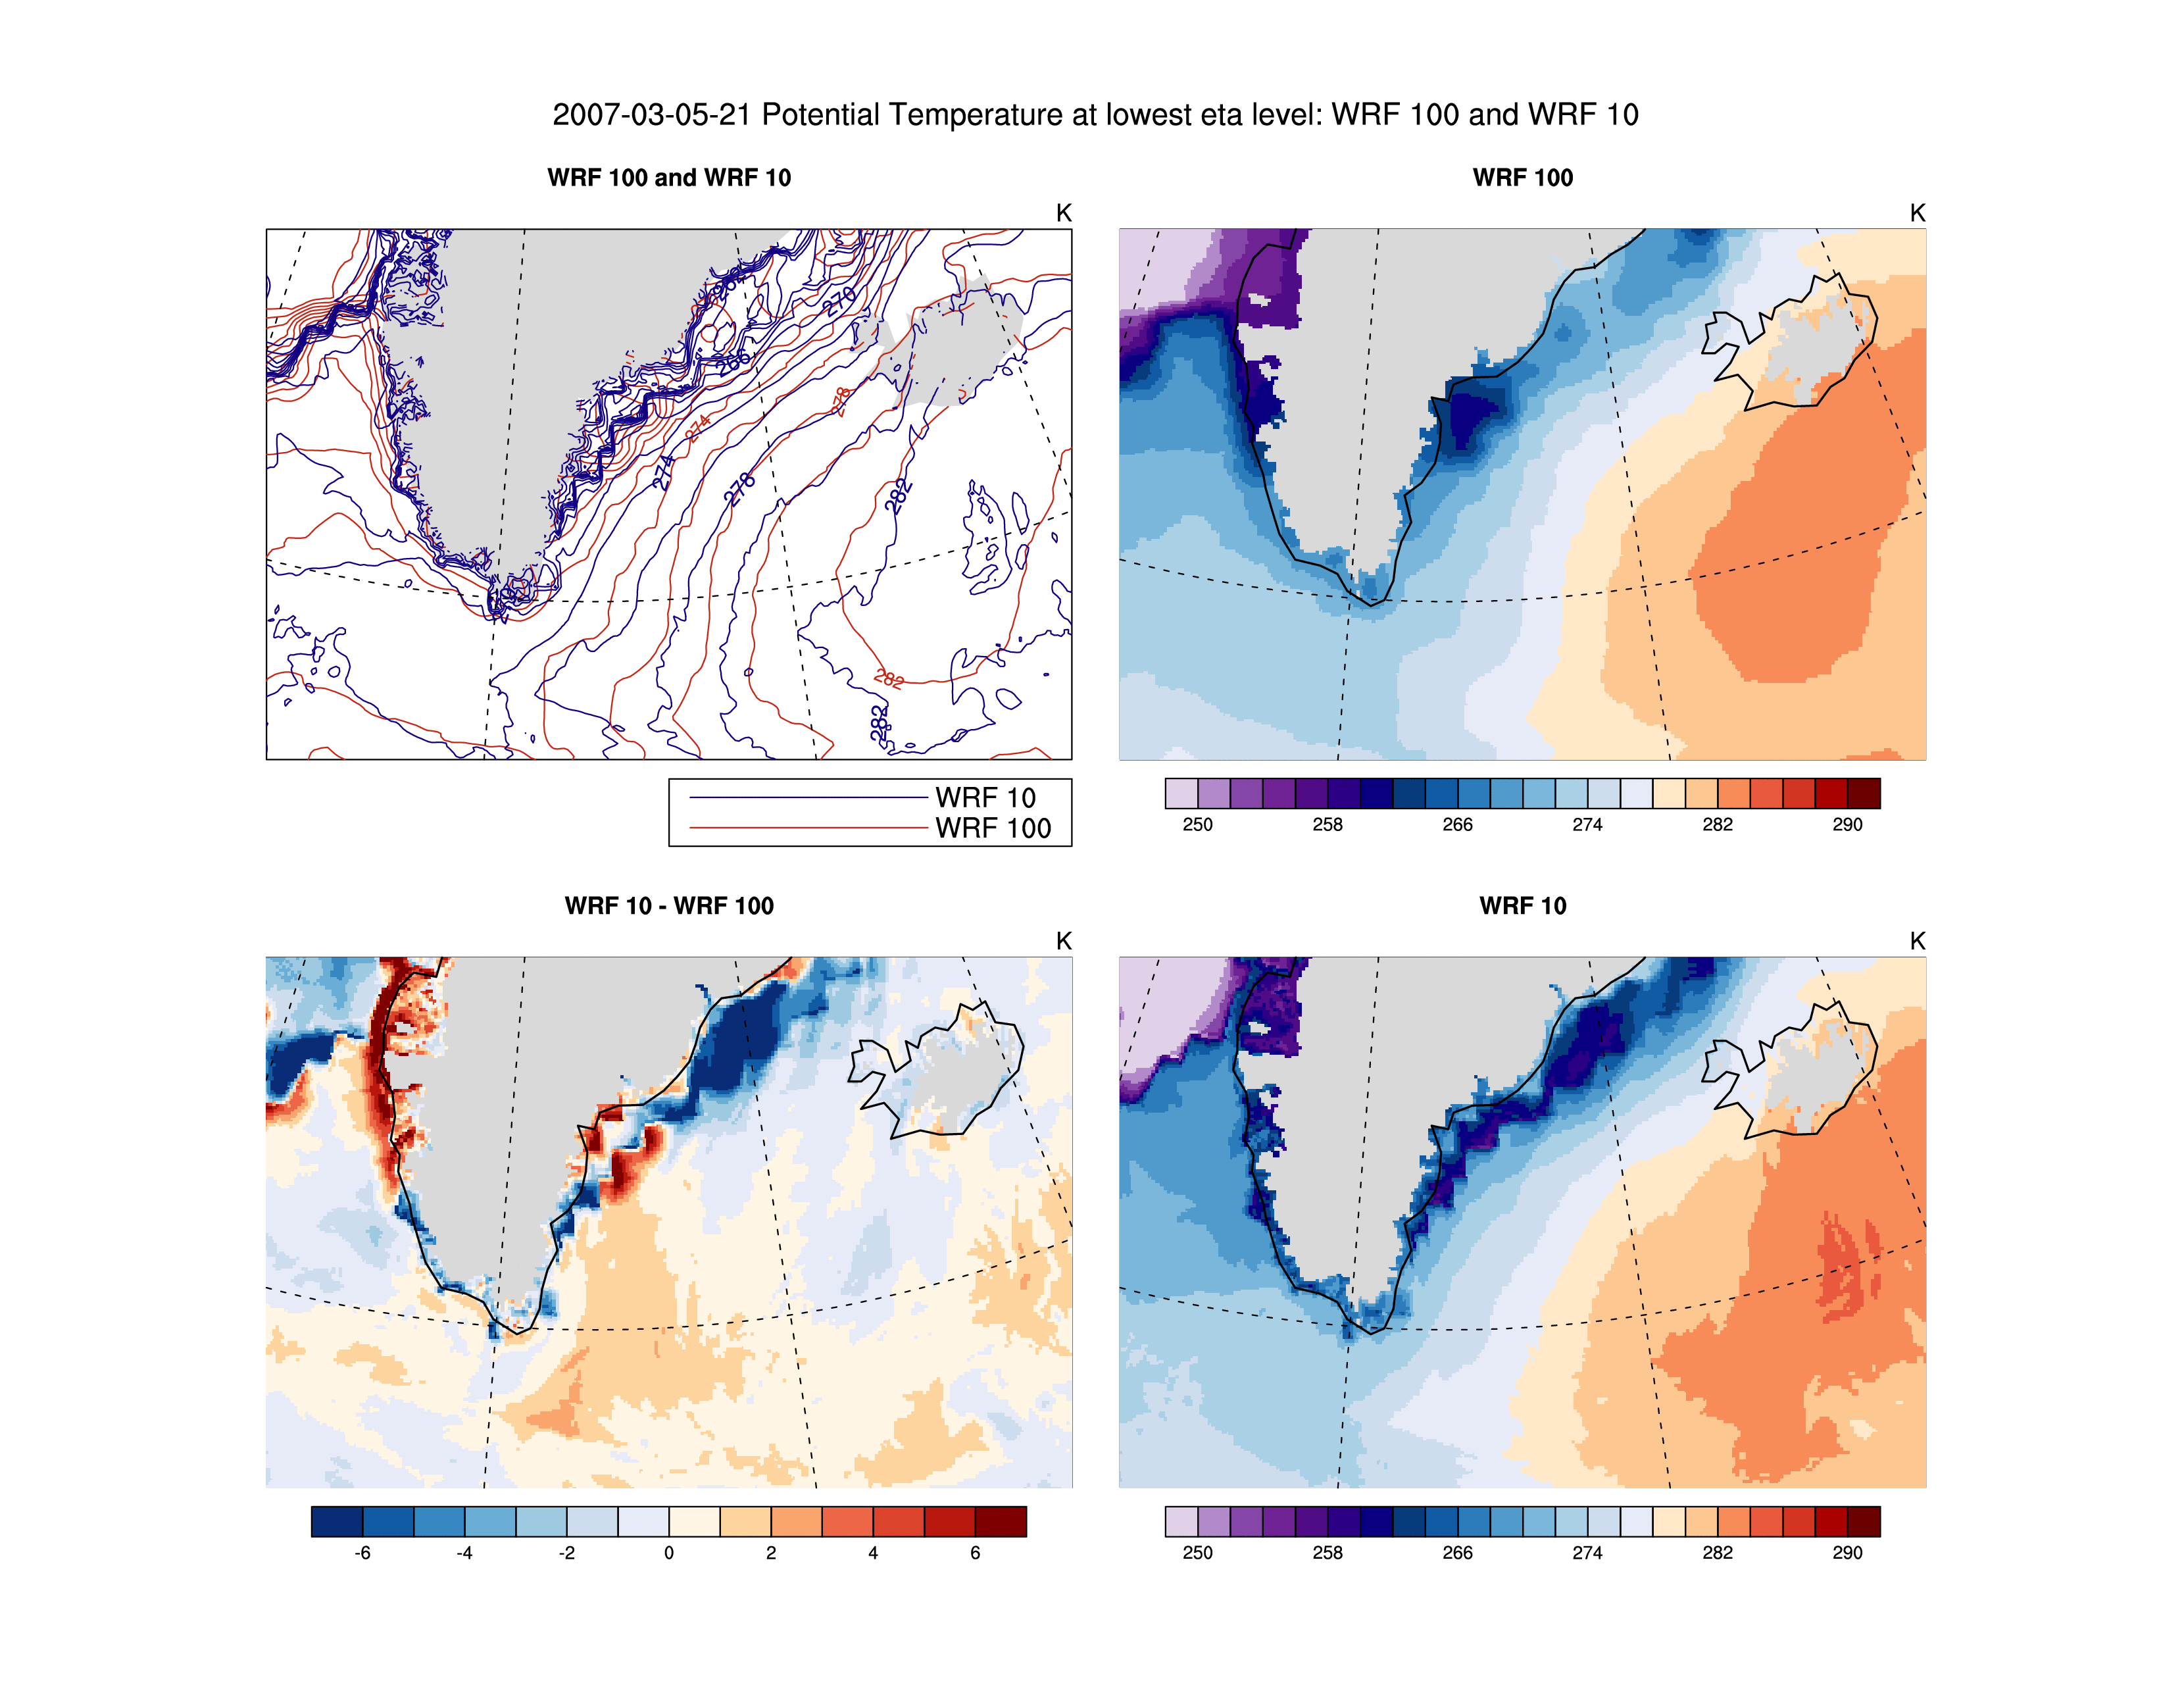 2007-03-05-21 Potential Temperature at lowest eta level: WRF 100 and WRF 10
WRF 100 and WRF 10
K
270
266
278
274
274
278
282
282
282
WRF 10
WRF 100
WRF 100
K
250 258 266 274 282 290
WRF 10 - WRF 100
K
-6 -4 -2 0 2 4 6
WRF 10
K
250 258 266 274 282 290